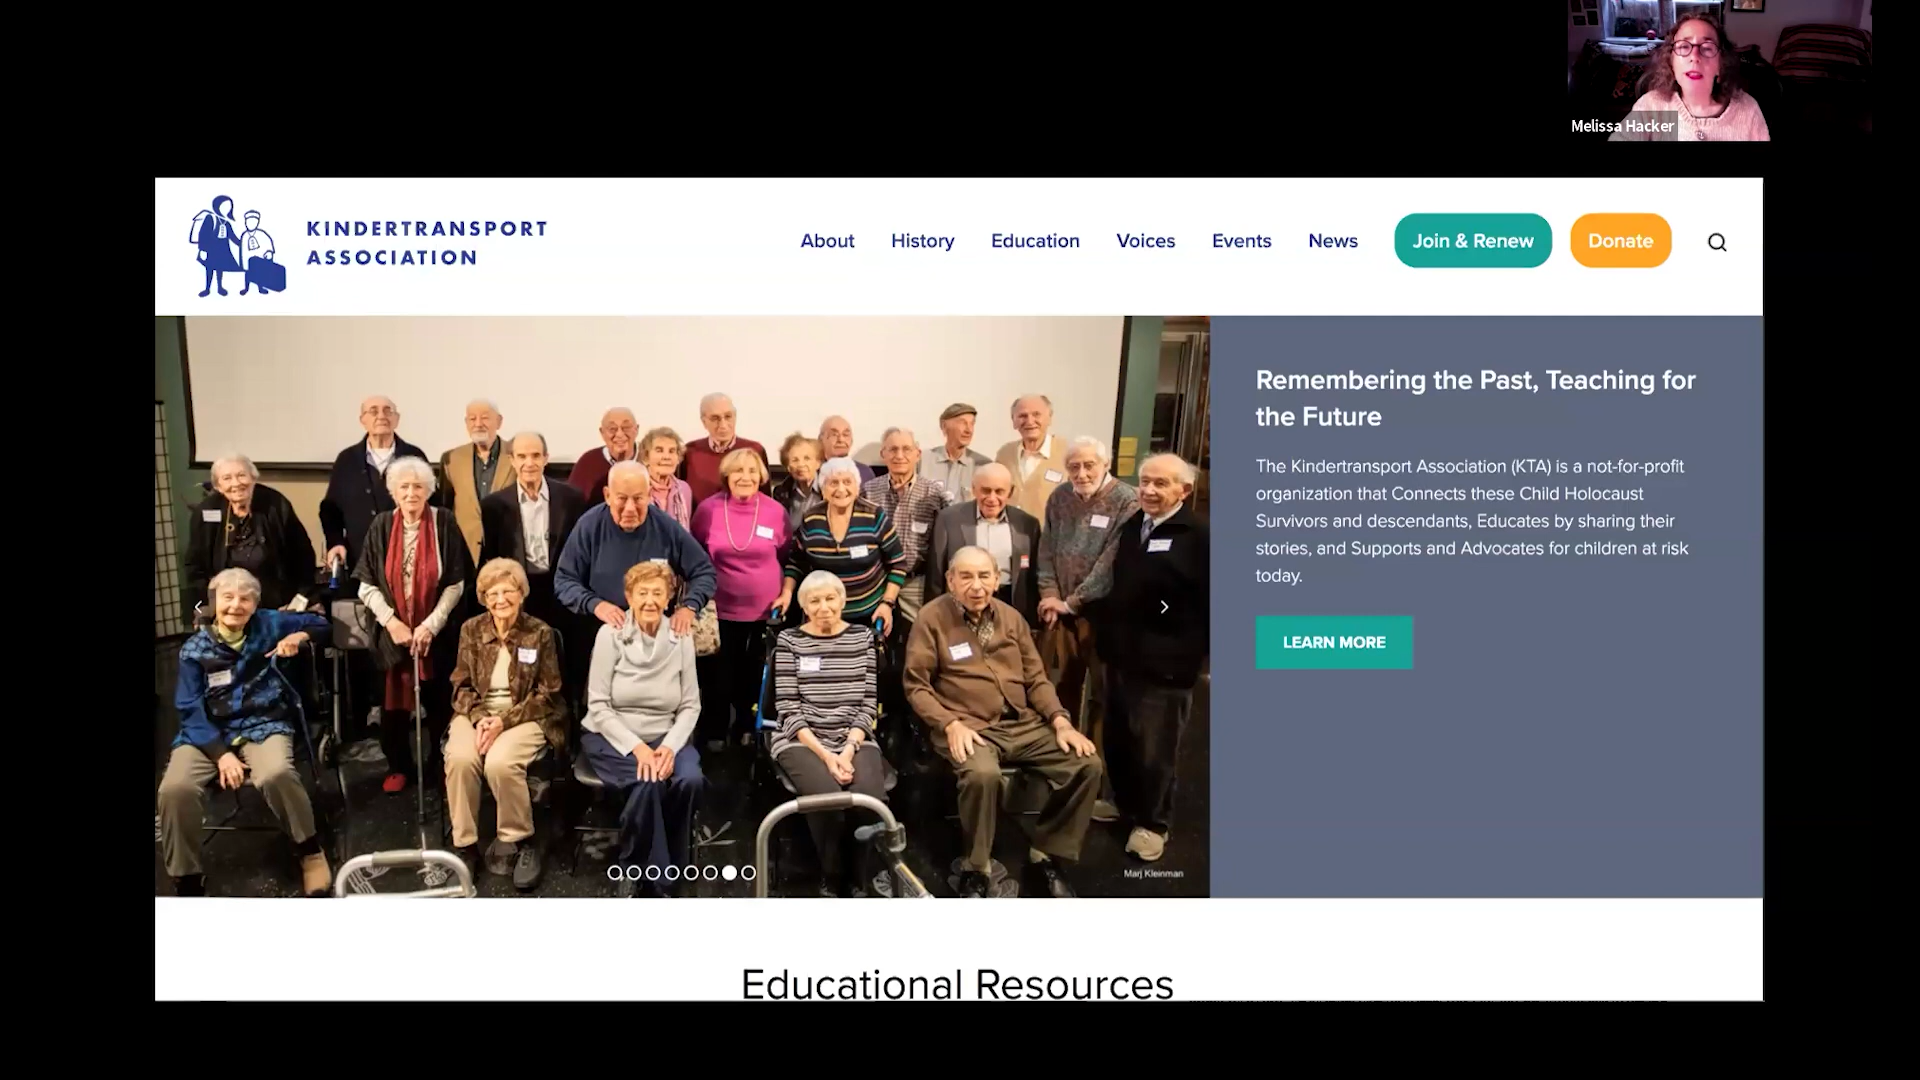 Melissa Hacker
KINDERTRANSPORT
ASSOCIATION
About
History
Education
Voices
Events
News
Join & Renew
Donate
Remembering the Past, Teaching for
the Future
The Kindertransport Association (KTA) is a not-for-profit
organization that Connects these Child Holocaust
Survivors and descendants, Educates by sharing their
stories, and Supports and Advocates for children at risk
today.
LEARN MORE
Marj Kleinman
Educational Resources